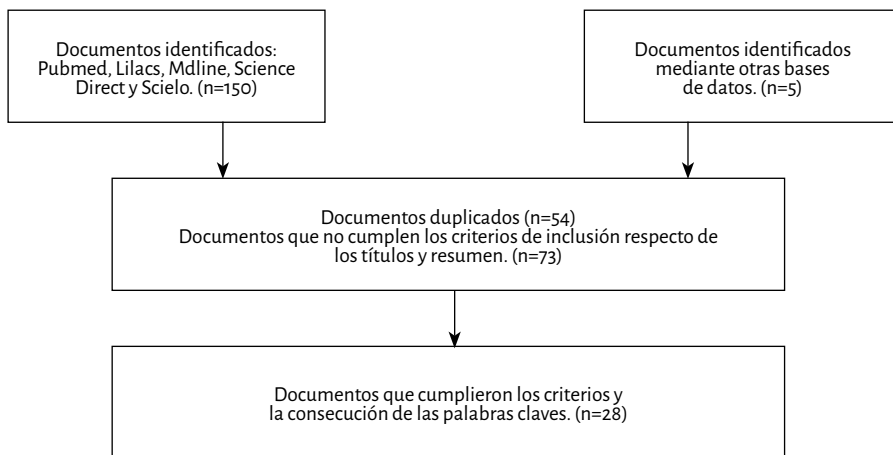 Documentos identificados:
Pubmed, Lilacs, Mdline, Science
Direct y Scielo. (n=150)
Documentos identificados
mediante otras bases
de datos. (n=5)
Documentos duplicados (n=54)
Documentos que no cumplen los criterios de inclusión respecto de
los títulos y resumen. (n=73)
Documentos que cumplieron los criterios y
la consecución de las palabras claves. (n=28)